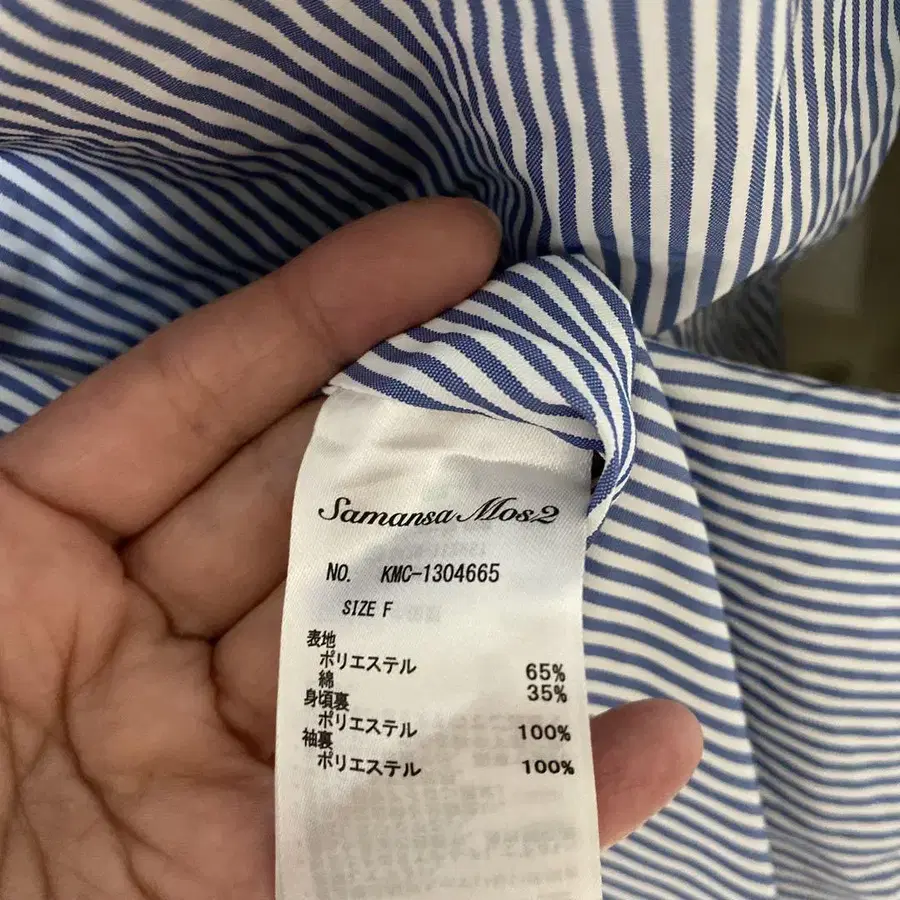 Samansa Mos2
NO. KMC-1304665
SIZE F
表地
ポリエステル 65%
綿 35%
身頃裏
ポリエステル 100%
袖裏
ポリエステル 100%